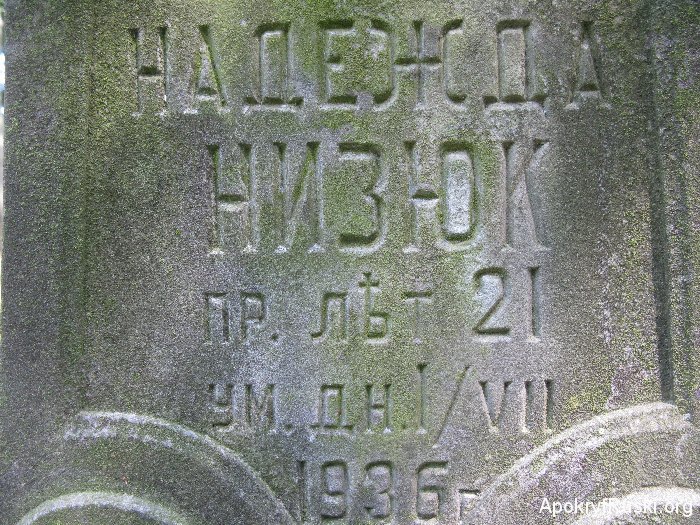 НАДЕЖДА
НИЗЮК
ПР. ЛѢТ 21
УМ. ДН. 1/VII
1936 Г
ApokryfRuski.org